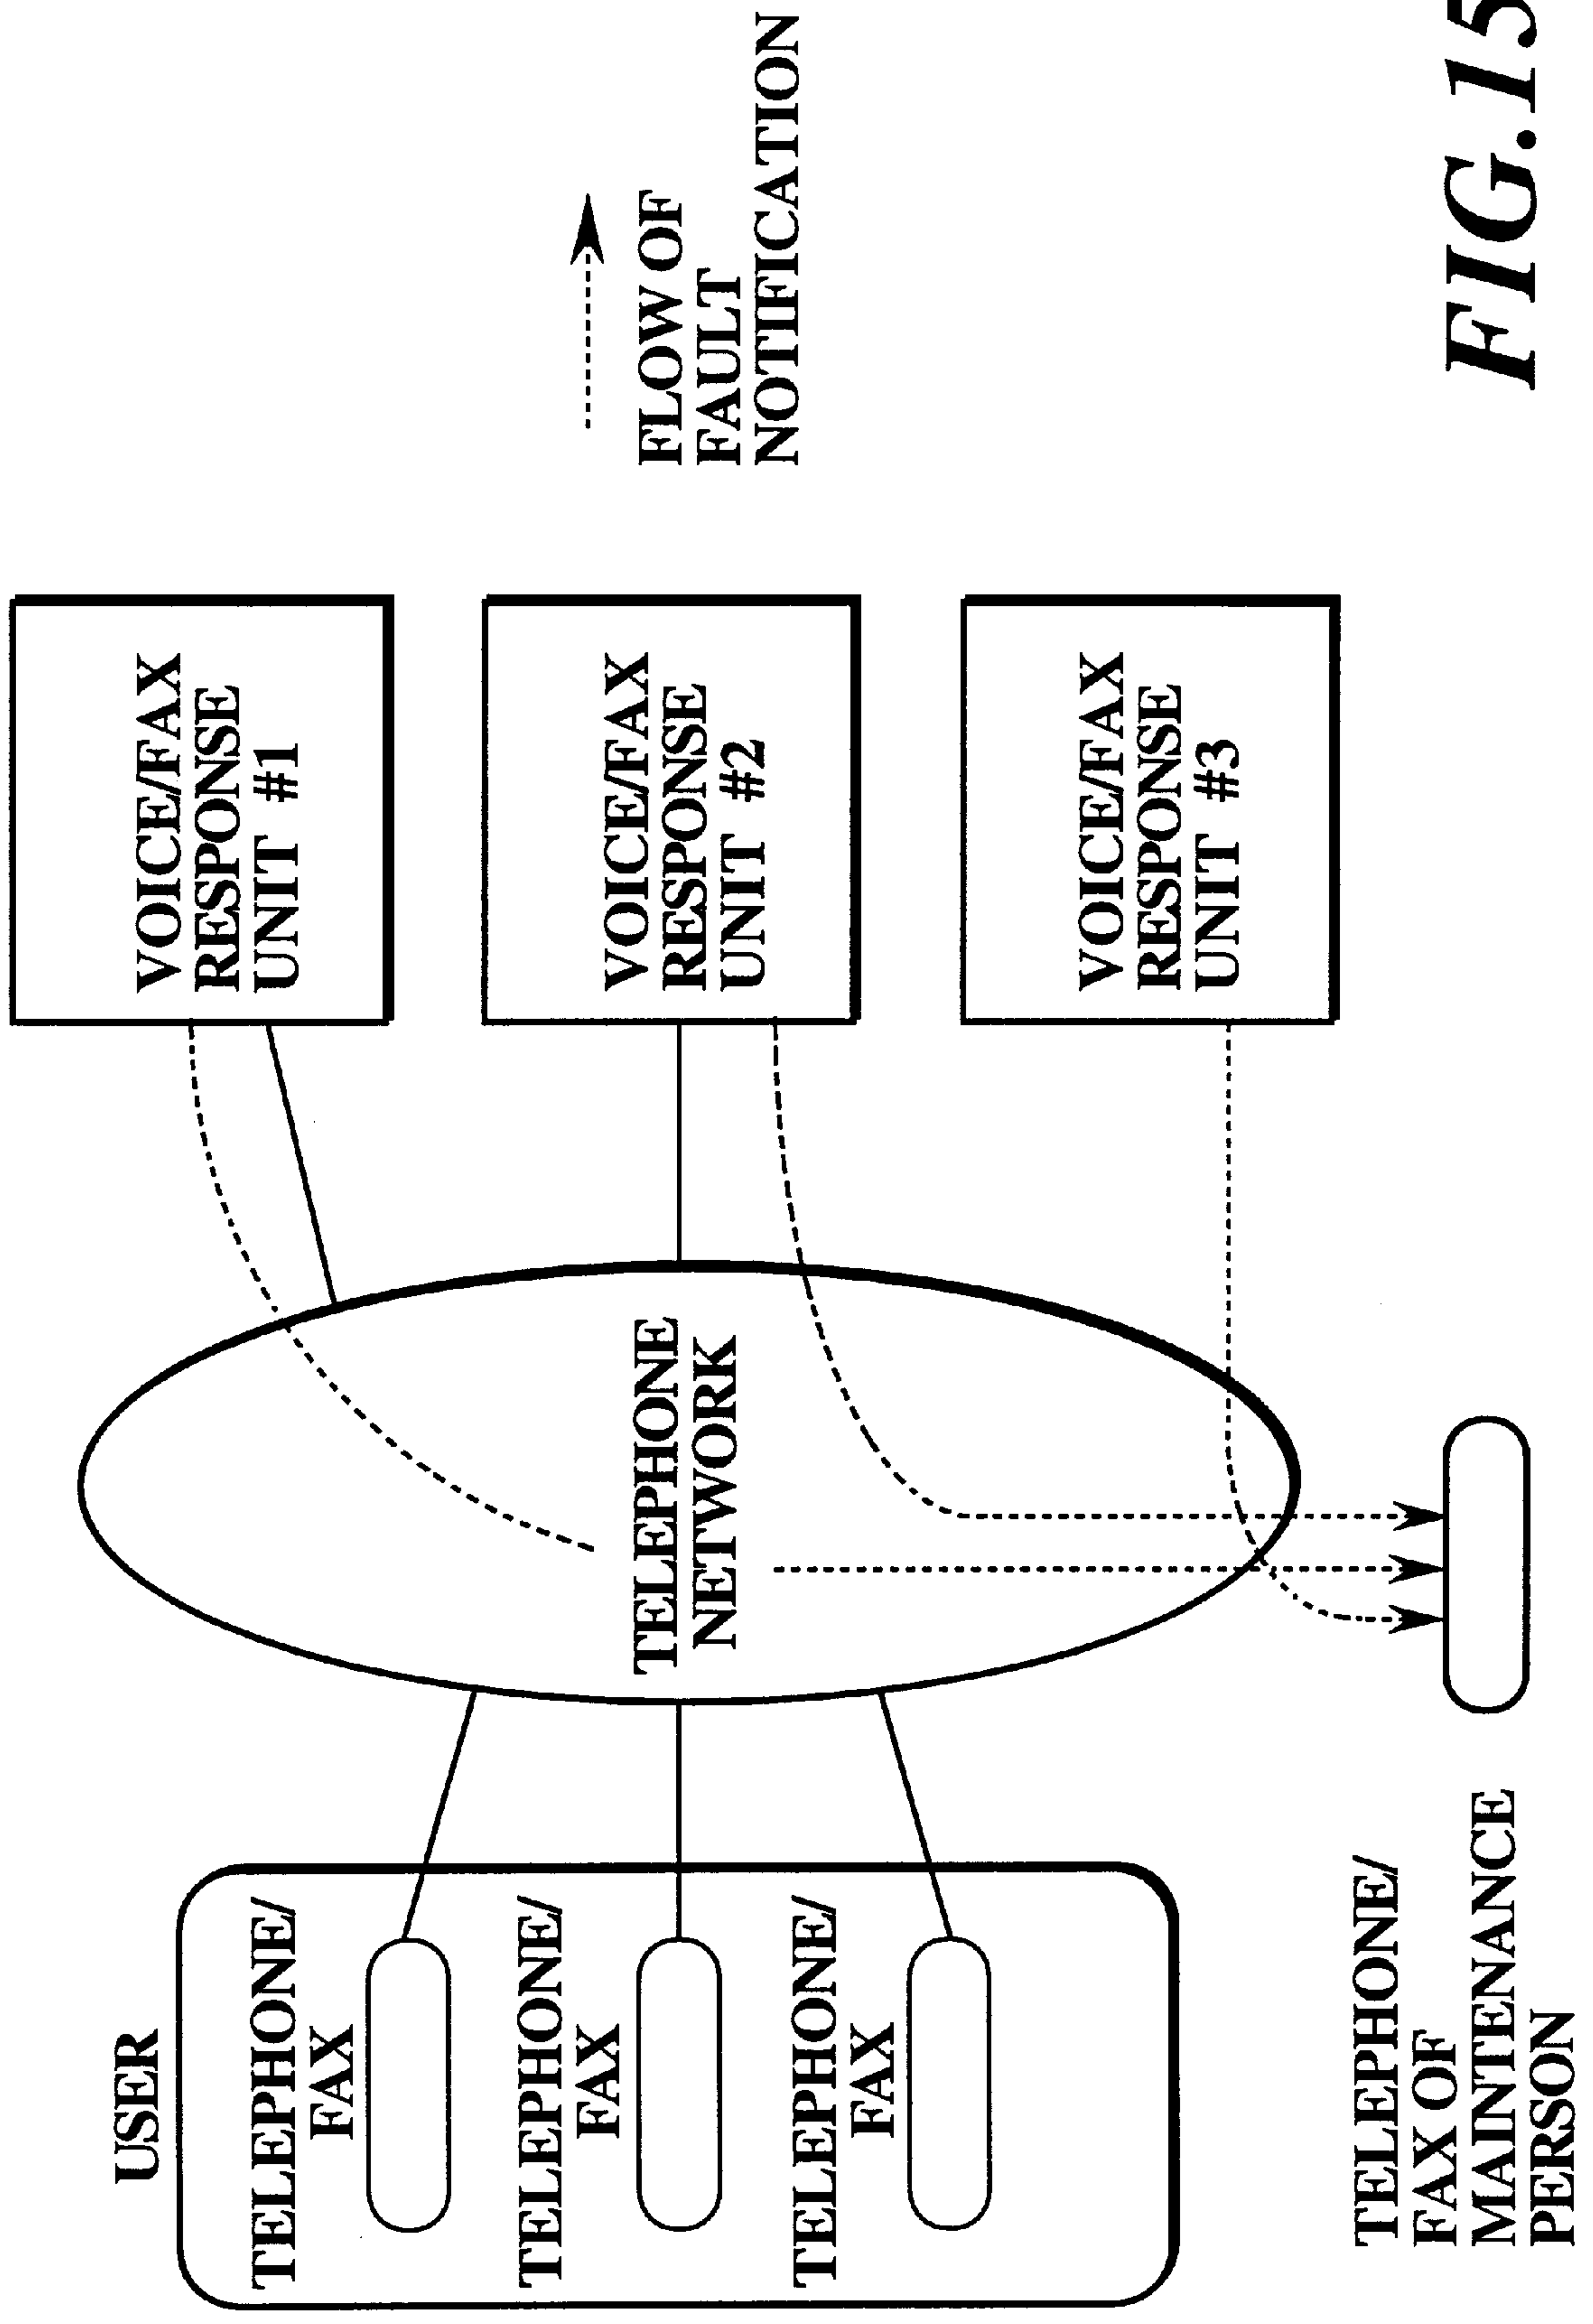 USER
TELEPHONE/
FAX
TELEPHONE/
FAX
TELEPHONE/
FAX
TELEPHONE
NETWORK
VOICE/FAX
RESPONSE
UNIT #1
VOICE/FAX
RESPONSE
UNIT #2
VOICE/FAX
RESPONSE
UNIT #3
FLOW OF
FAULT
NOTIFICATION
TELEPHONE/
FAX OF
MAINTENANCE
PERSON
FIG.15